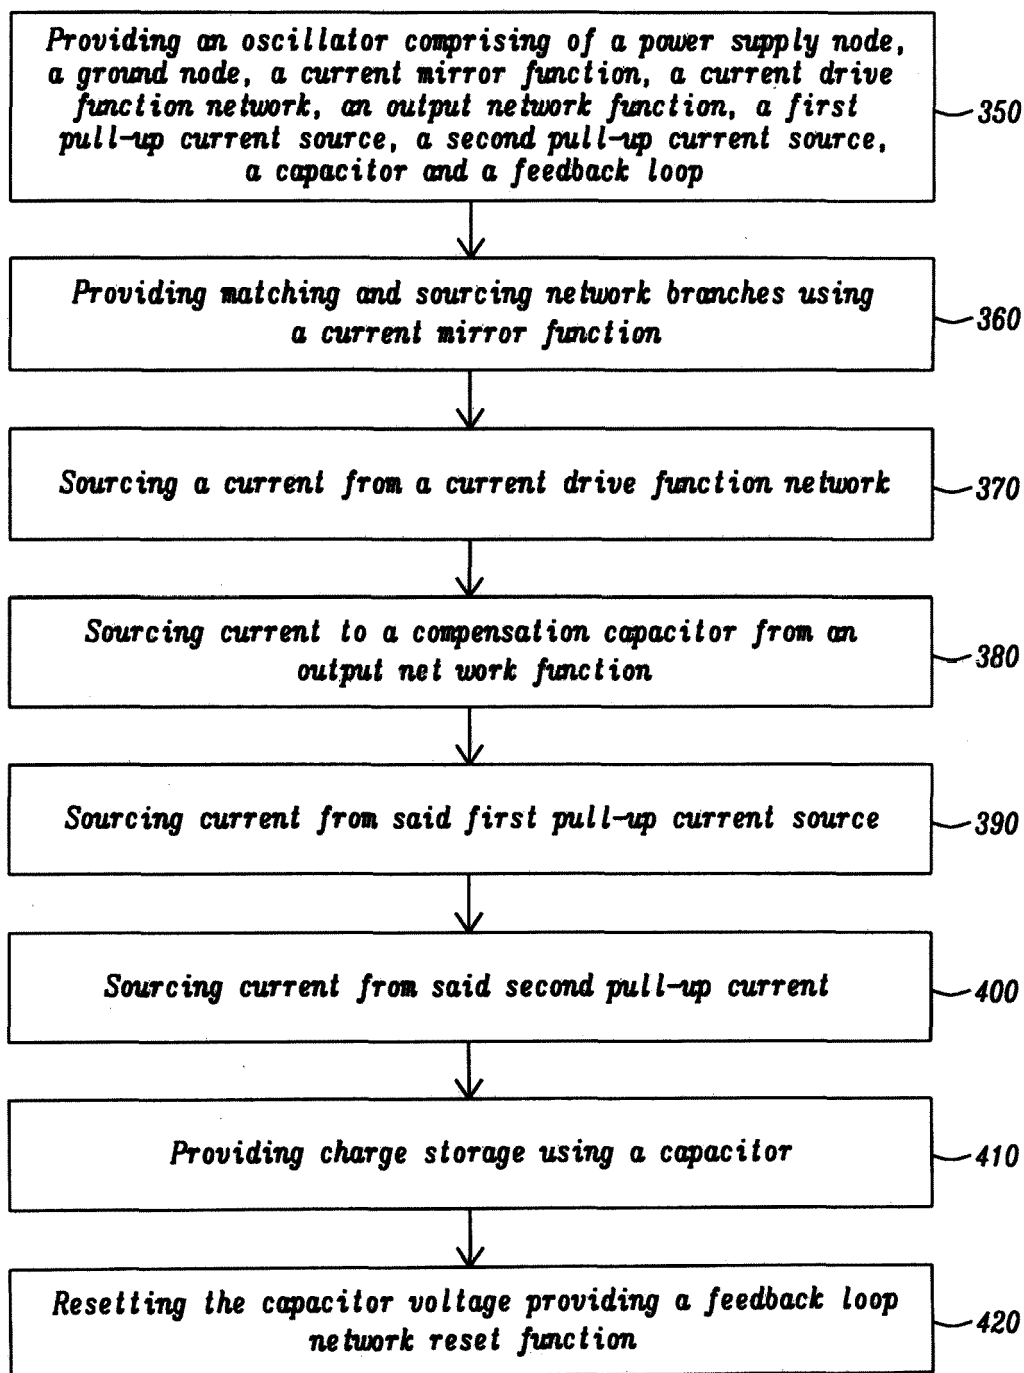 Providing an oscillator comprising of a power supply node,
a ground node, a current mirror function, a current drive
function network, an output network function, a first
pull-up current source, a second pull-up current source,
a capacitor and a feedback loop
350
Providing matching and sourcing network branches using
a current mirror function
360
Sourcing a current from a current drive function network
370
Sourcing current to a compensation capacitor from an
output net work function
380
Sourcing current from said first pull-up current source
390
Sourcing current from said second pull-up current
400
Providing charge storage using a capacitor
410
Resetting the capacitor voltage providing a feedback loop
network reset function
420